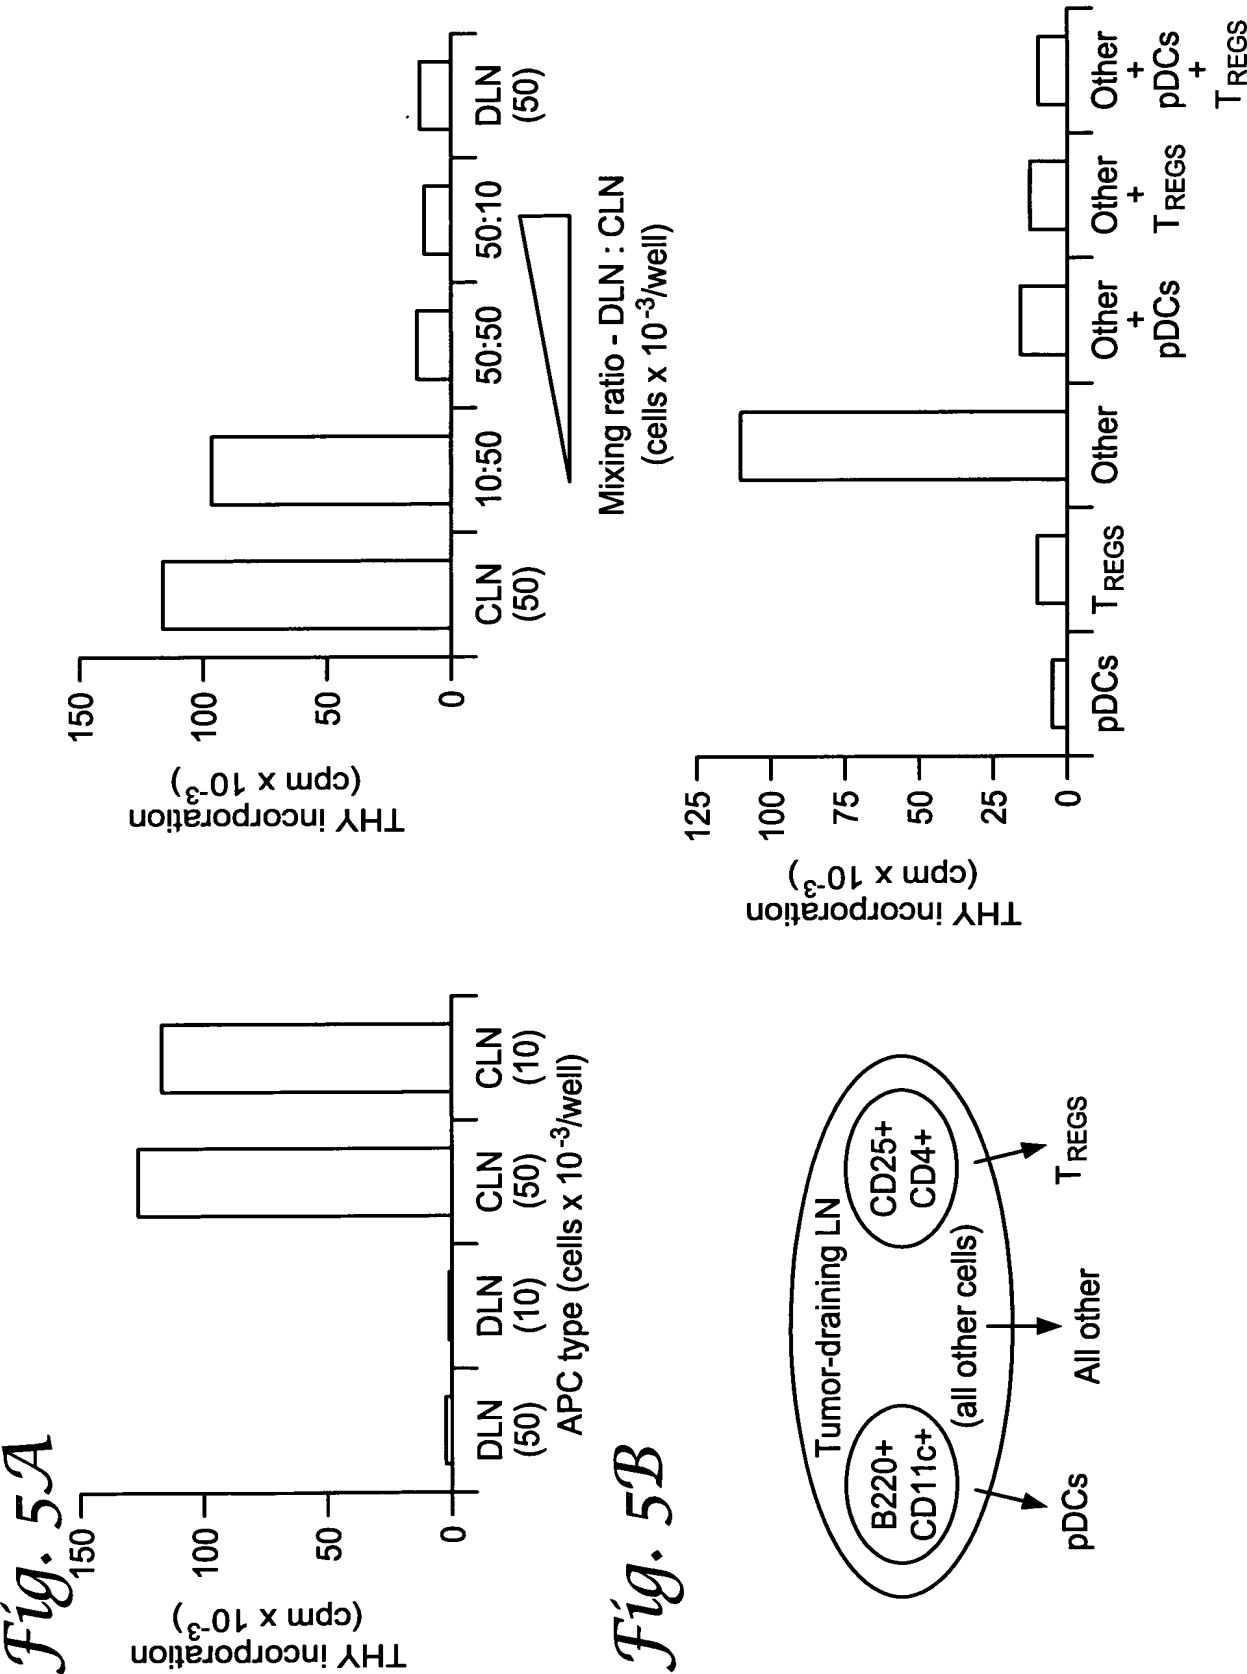 Fig. 5A
THY incorporation
(cpm x 10-3)
150
100
50
0
DLN
(50)
DLN
(10)
CLN
(50)
CLN
(10)
APC type (cells x 10-3/well)
THY incorporation
(cpm x 10-3)
150
100
50
0
CLN
(50)
10:50
50:50
50:10
DLN
(50)
Mixing ratio - DLN : CLN
(cells x 10-3/well)
Fig. 5B
Tumor-draining LN
B220+
CD11c+
CD25+
CD4+
(all other cells)
pDCs
All other
TREGS
THY incorporation
(cpm x 10-3)
125
100
75
50
25
0
pDCs
TREGS
Other
Other
+
pDCs
Other
+
TREGS
Other
+
pDCs
+
TREGS